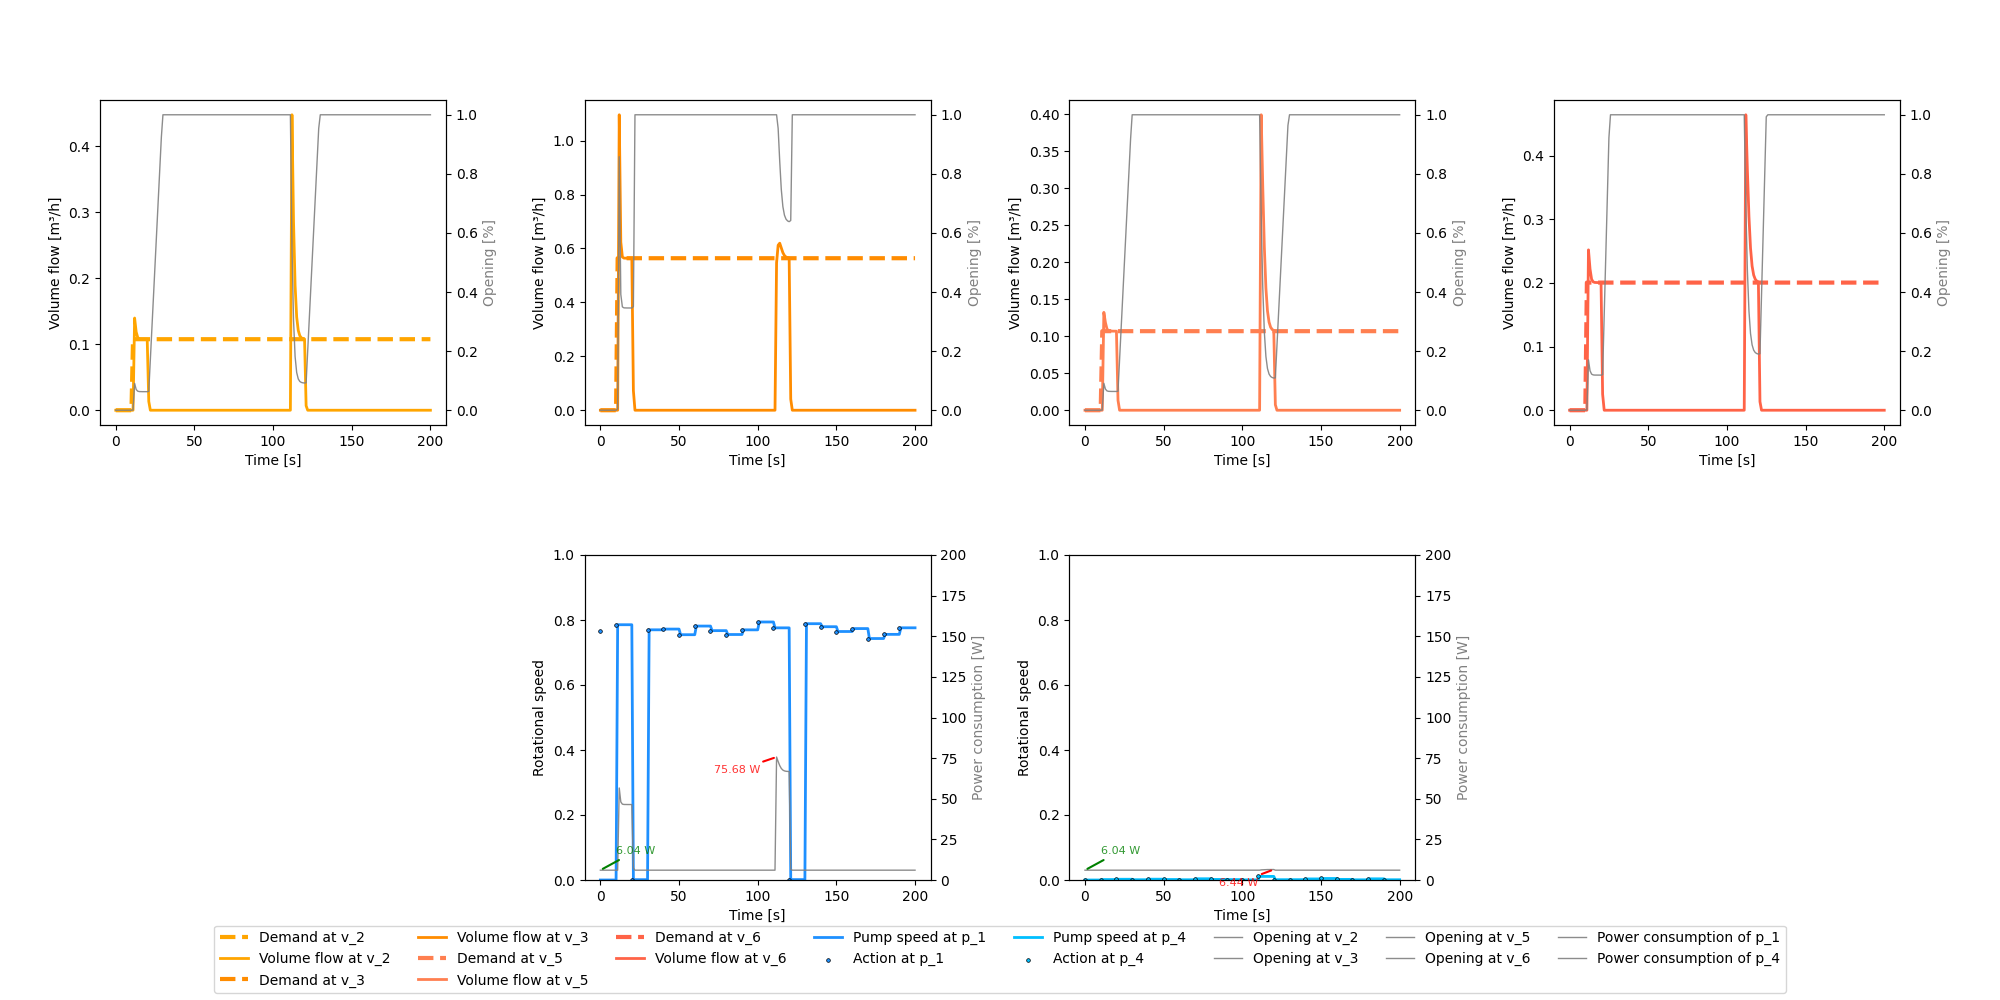 Volume flow [m³/h]
0.4
0.3
0.2
0.1
0.0
0 50 100 150 200
Time [s]
1.0
0.8
0.6
0.4
0.2
0.0
Opening [%]
Volume flow [m³/h]
1.0
0.8
0.6
0.4
0.2
0.0
0 50 100 150 200
Time [s]
1.0
0.8
0.6
0.4
0.2
0.0
Opening [%]
Volume flow [m³/h]
0.40
0.35
0.30
0.25
0.20
0.15
0.10
0.05
0.00
0 50 100 150 200
Time [s]
1.0
0.8
0.6
0.4
0.2
0.0
Opening [%]
Volume flow [m³/h]
0.4
0.3
0.2
0.1
0.0
0 50 100 150 200
Time [s]
1.0
0.8
0.6
0.4
0.2
0.0
Opening [%]
Rotational speed
1.0
0.8
0.6
0.4
0.2
0.0
75.68 W
6.04 W
0 50 100 150 200
Time [s]
200
175
150
125
100
75
50
25
0
Power consumption [W]
Rotational speed
1.0
0.8
0.6
0.4
0.2
0.0
6.04 W
6.44 W
0 50 100 150 200
Time [s]
200
175
150
125
100
75
50
25
0
Power consumption [W]
Demand at v_2
Volume flow at v_2
Demand at v_3
Volume flow at v_3
Demand at v_5
Volume flow at v_5
Demand at v_6
Volume flow at v_6
Pump speed at p_1
Action at p_1
Pump speed at p_4
Action at p_4
Opening at v_2
Opening at v_3
Opening at v_5
Opening at v_6
Power consumption of p_1
Power consumption of p_4